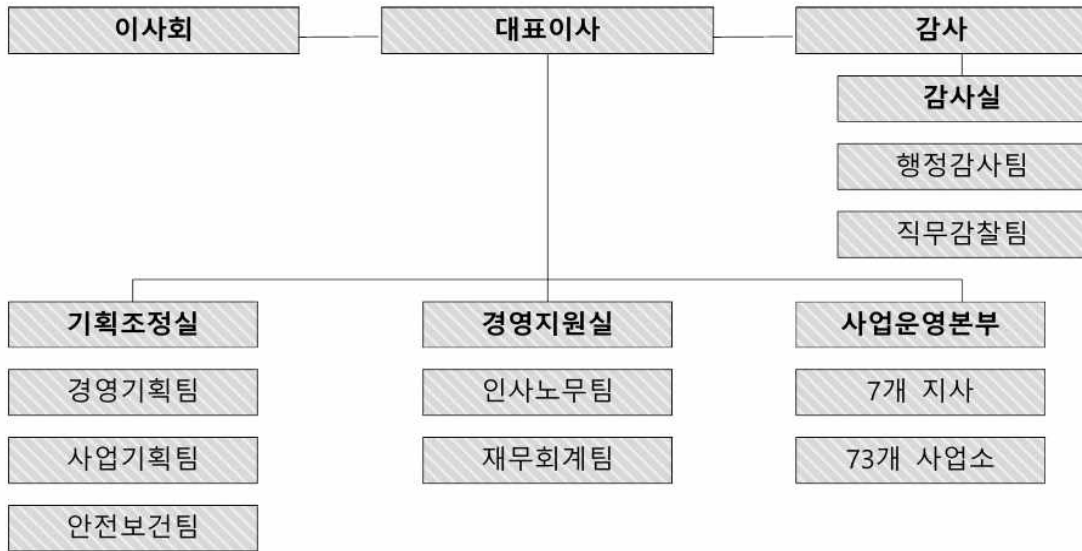 이사회
대표이사
감사
감사실
행정감사팀
직무감찰팀
기획조정실
경영지원실
사업운영본부
경영기획팀
인사노무팀
7개 지사
사업기획팀
재무회계팀
73개 사업소
안전보건팀